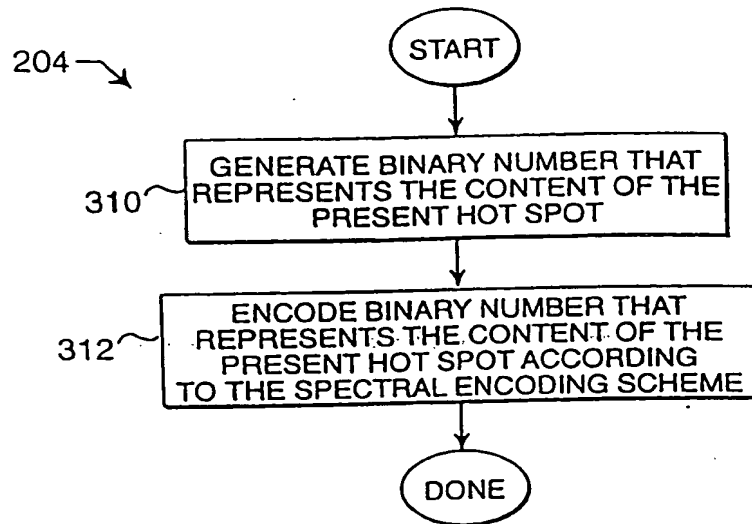 204
START
310
GENERATE BINARY NUMBER THAT
REPRESENTS THE CONTENT OF THE
PRESENT HOT SPOT.
312
ENCODE BINARY NUMBER THAT
REPRESENTS THE CONTENT OF THE
PRESENT HOT SPOT ACCORDING
TO THE SPECTRAL ENCODING SCHEME
DONE